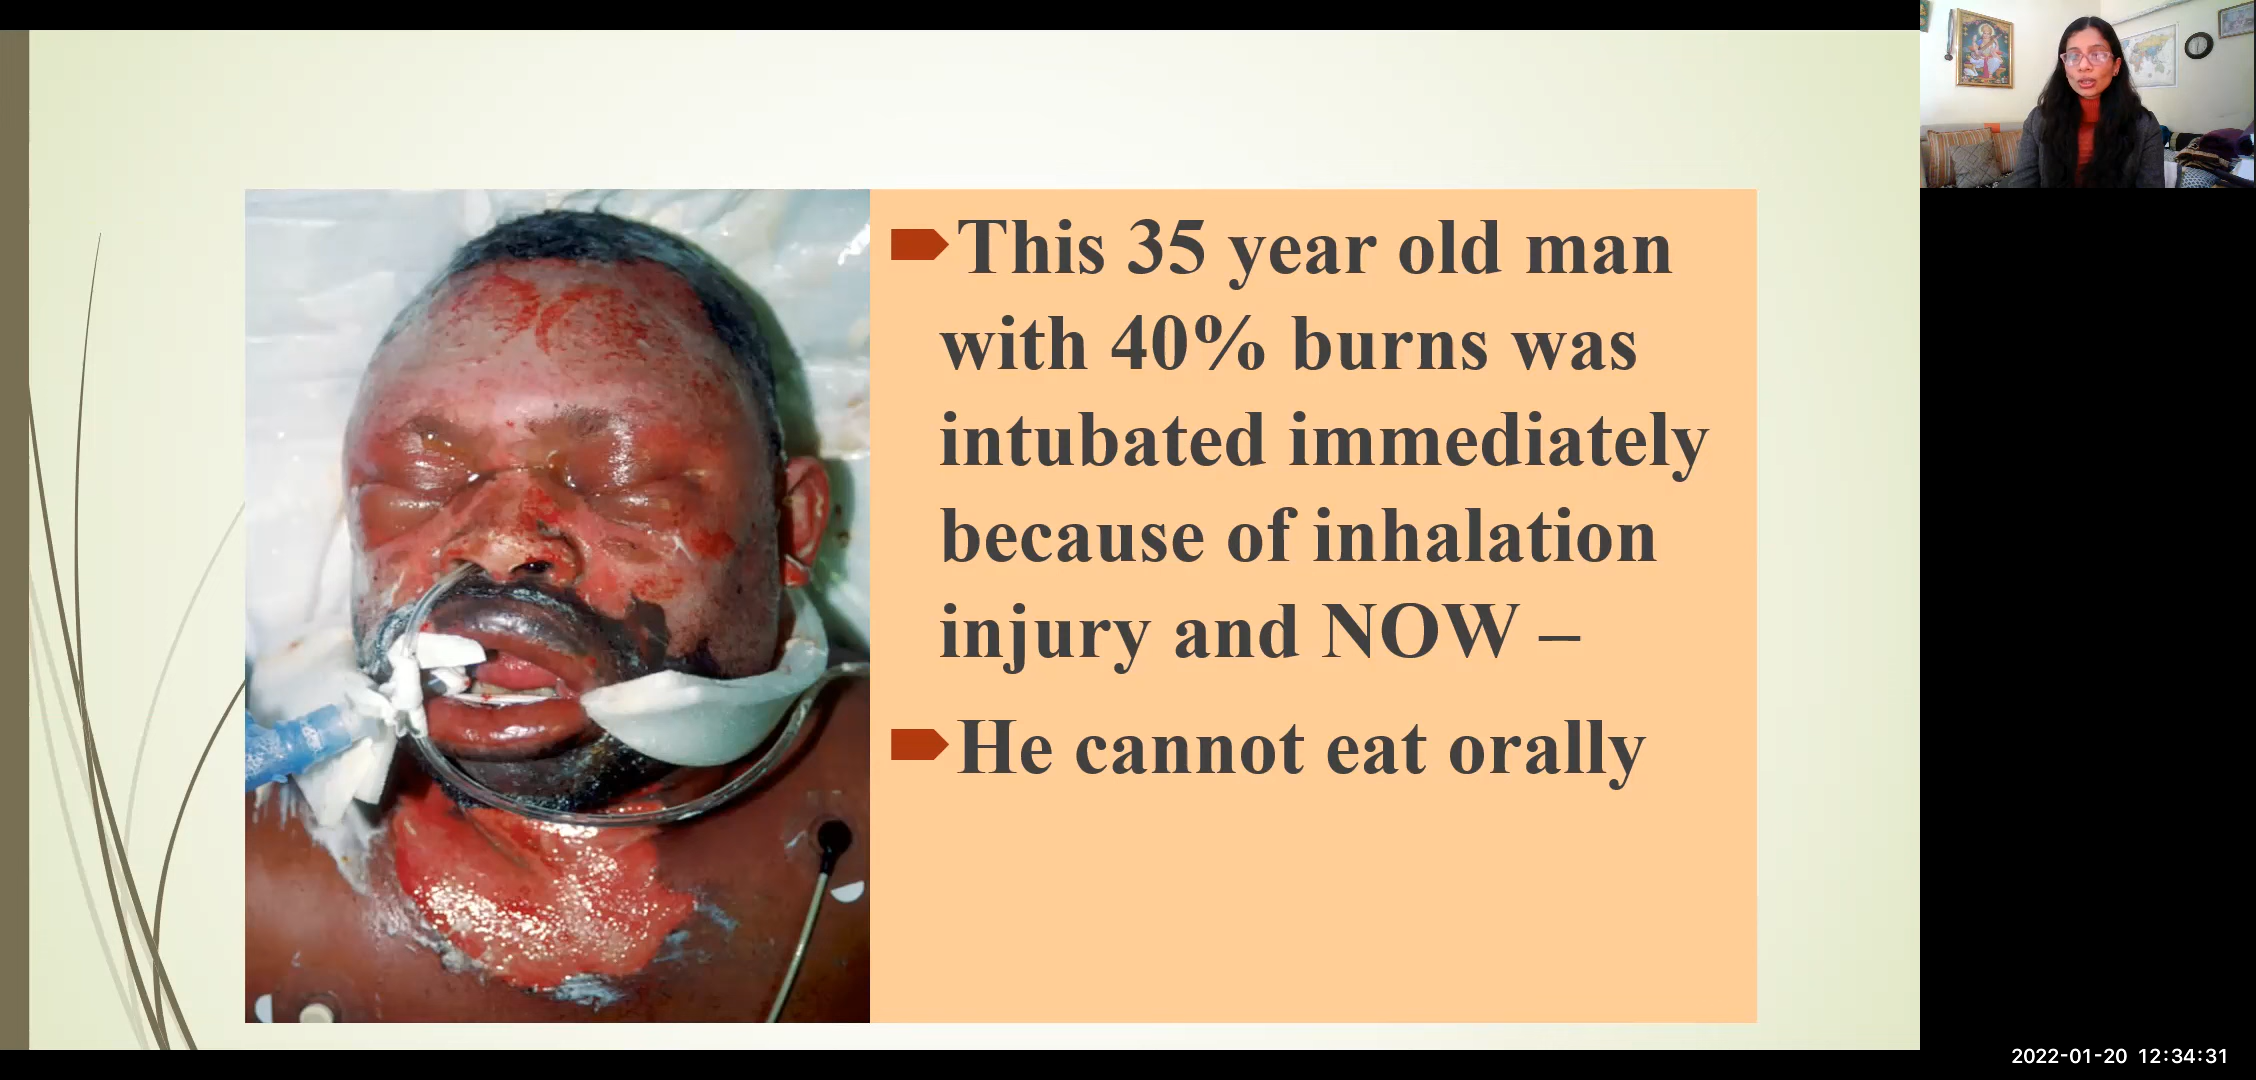 This 35 year old man
with 40% burns was
intubated immediately
because of inhalation
injury and NOW –
He cannot eat orally
2022-01-20 12:34:31